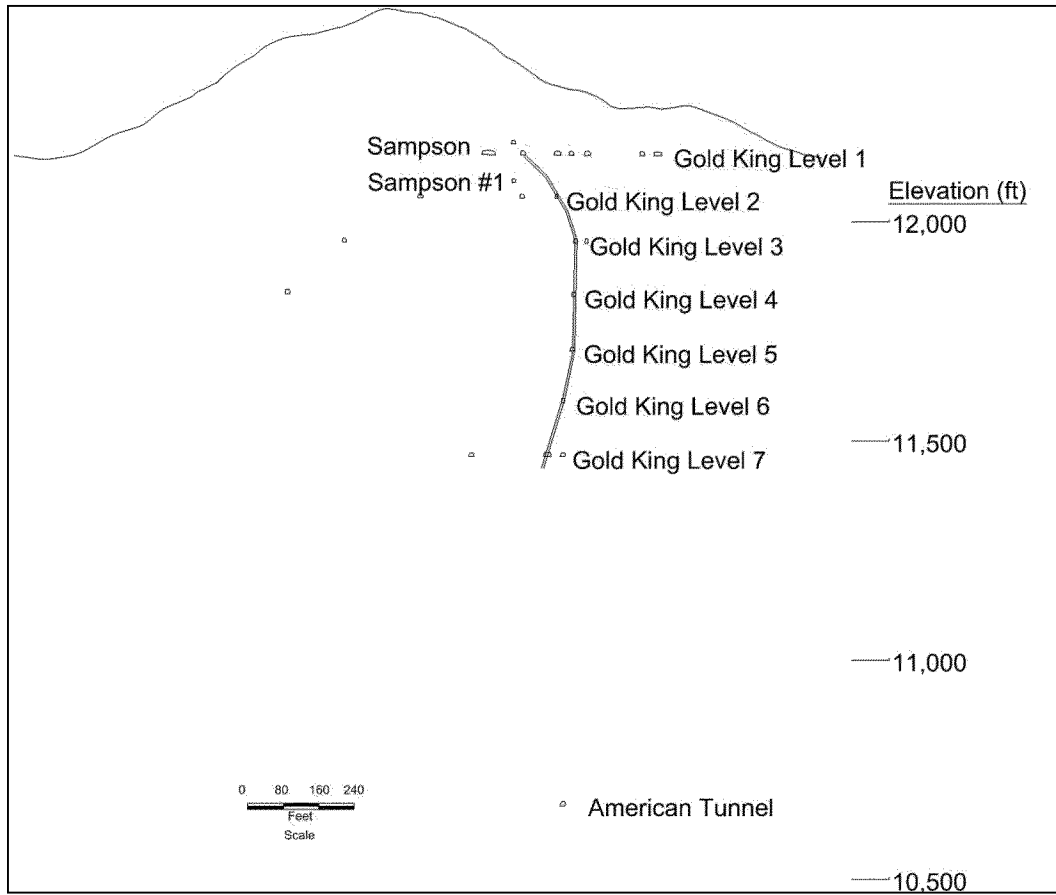 Sampson
Gold King Level 1
Sampson #1
Elevation (ft)
Gold King Level 2
12,000
Gold King Level 3
Gold King Level 4
Gold King Level 5
Gold King Level 6
11,500
Gold King Level 7
11,000
0 80 160 240
Feet
Scale
American Tunnel
10,500